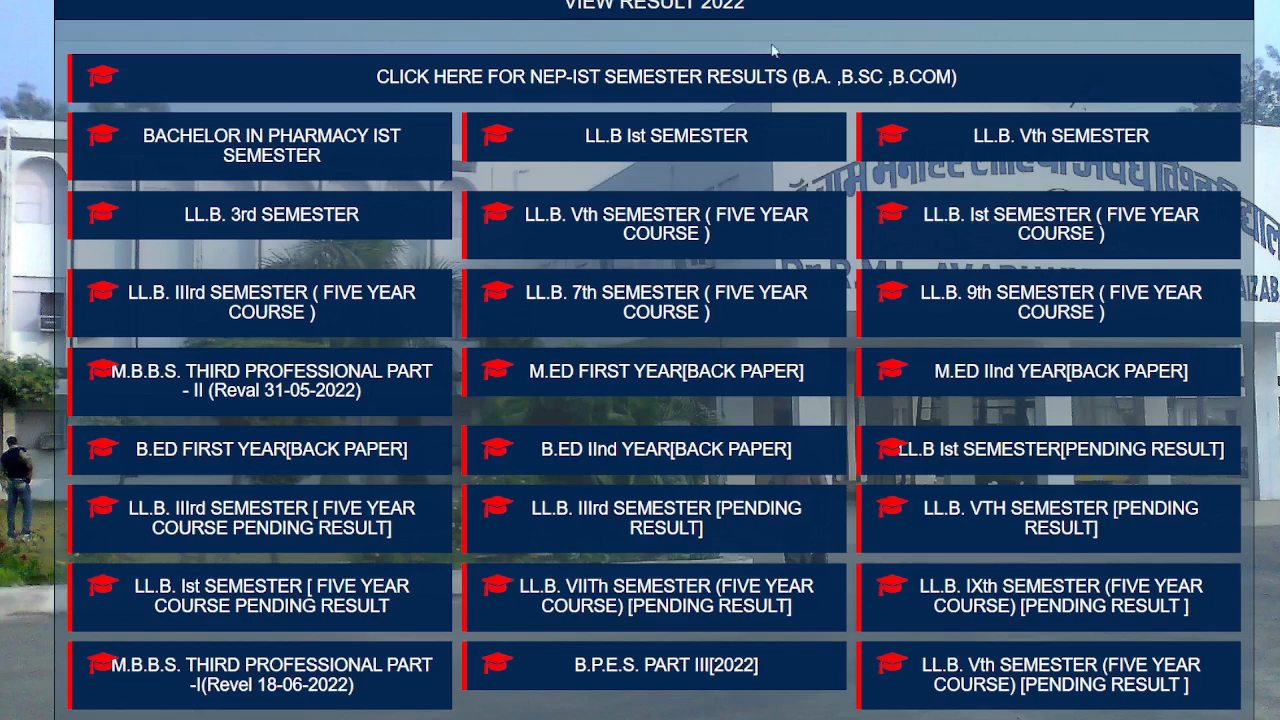 VIEW RESULT 2022
CLICK HERE FOR NEP-IST SEMESTER RESULTS (B.A. ,B.SC ,B.COM)
BACHELOR IN PHARMACY IST
SEMESTER
LL.B Ist SEMESTER
LL.B. Vth SEMESTER
LL.B. 3rd SEMESTER
LL.B. Vth SEMESTER ( FIVE YEAR
COURSE )
LL.B. Ist SEMESTER ( FIVE YEAR
COURSE )
LL.B. IIIrd SEMESTER ( FIVE YEAR
COURSE )
LL.B. 7th SEMESTER ( FIVE YEAR
COURSE )
LL.B. 9th SEMESTER ( FIVE YEAR
COURSE )
M.B.B.S. THIRD PROFESSIONAL PART
- II (Reval 31-05-2022)
M.ED FIRST YEAR[BACK PAPER]
M.ED IInd YEAR[BACK PAPER]
B.ED FIRST YEAR[BACK PAPER]
B.ED IInd YEAR[BACK PAPER]
LL.B Ist SEMESTER[PENDING RESULT]
LL.B. IIIrd SEMESTER [ FIVE YEAR
COURSE PENDING RESULT]
LL.B. IIIrd SEMESTER [PENDING
RESULT]
LL.B. VTH SEMESTER [PENDING
RESULT]
LL.B. Ist SEMESTER [ FIVE YEAR
COURSE PENDING RESULT
LL.B. VIITh SEMESTER (FIVE YEAR
COURSE) [PENDING RESULT]
LL.B. IXth SEMESTER (FIVE YEAR
COURSE) [PENDING RESULT ]
M.B.B.S. THIRD PROFESSIONAL PART
-I(Revel 18-06-2022)
B.P.E.S. PART III[2022]
LL.B. Vth SEMESTER (FIVE YEAR
COURSE) [PENDING RESULT ]